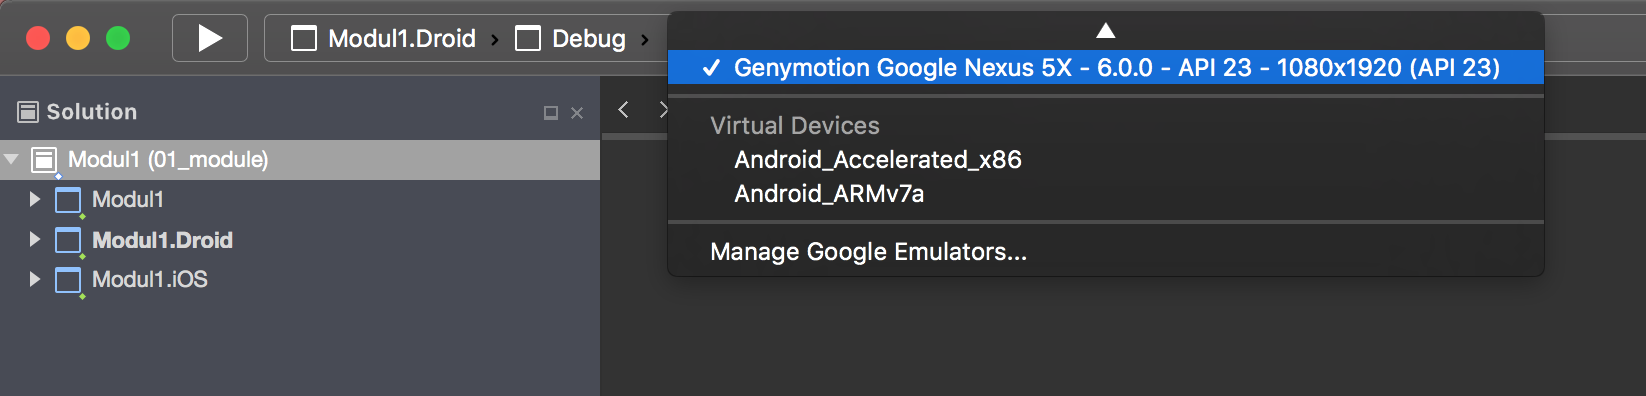 Modul1.Droid › Debug ›
✓ Genymotion Google Nexus 5X - 6.0.0 - API 23 - 1080x1920 (API 23)
Virtual Devices
Android_Accelerated_x86
Android_ARMv7a
Manage Google Emulators...
Solution
Modul1 (01_module)
Modul1
Modul1.Droid
Modul1.iOS